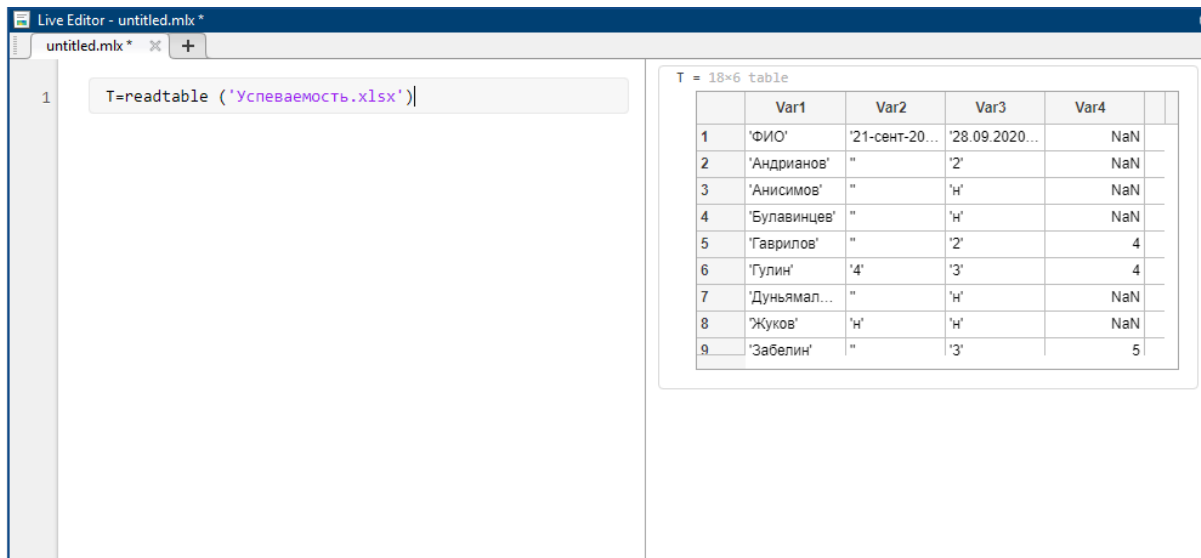 Live Editor - untitled.mlx *
untitled.mlx * × +
1 T=readtable ('Успеваемость.xlsx')
T = 18×6 table
Var1 Var2 Var3 Var4
1 'ФИО' '21-сент-20... '28.09.2020... NaN
2 'Андрианов' '' '2' NaN
3 'Анисимов' '' 'н' NaN
4 'Булавинцев' '' 'н' NaN
5 'Гаврилов' '' '2' 4
6 'Гулин' '4' '3' 4
7 'Дуньямал... '' 'н' NaN
8 'Жуков' 'н' 'н' NaN
9 'Забелин' '' '3' 5